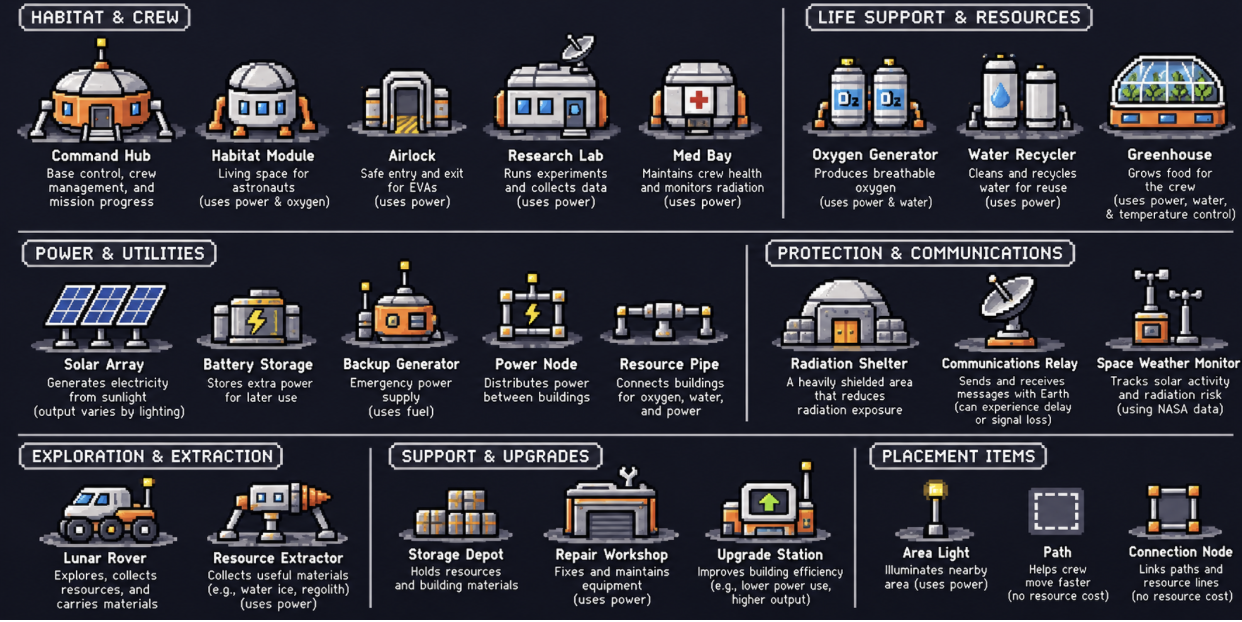 HABITAT & CREW
Command Hub
Base control, crew
management, and
mission progress
Habitat Module
Living space for
astronauts
(uses power & oxygen)
Airlock
Safe entry and exit
for EVAs
(uses power)
Research Lab
Runs experiments
and collects data
(uses power)
Med Bay
Maintains crew health
and monitors radiation
(uses power)
LIFE SUPPORT & RESOURCES
D2 D2
Oxygen Generator
Produces breathable
oxygen
(uses power & water)
Water Recycler
Cleans and recycles
water for reuse
(uses power)
Greenhouse
Grows food for
the crew
(uses power, water,
& temperature control)
POWER & UTILITIES
Solar Array
Generates electricity
from sunlight
(output varies by lighting)
Battery Storage
Stores extra power
for later use
Backup Generator
Emergency power
supply
(uses fuel)
Power Node
Distributes power
between buildings
Resource Pipe
Connects buildings
for oxygen, water,
and power
PROTECTION & COMMUNICATIONS
Radiation Shelter
A heavily shielded area
that reduces
radiation exposure
Communications Relay
Sends and receives
messages with Earth
(can experience delay
or signal loss)
Space Weather Monitor
Tracks solar activity
and radiation risk
(using NASA data)
EXPLORATION & EXTRACTION
Lunar Rover
Explores, collects
resources, and
carries materials
Resource Extractor
Collects useful materials
(e.g., water ice, regolith)
(uses power)
SUPPORT & UPGRADES
Storage Depot
Holds resources
and building materials
Repair Workshop
Fixes and maintains
equipment
(uses power)
Upgrade Station
Improves building efficiency
(e.g., lower power use,
higher output)
PLACEMENT ITEMS
Area Light
Illuminates nearby
area (uses power)
Path
Helps crew
move faster
(no resource cost)
Connection Node
Links paths and
resource lines
(no resource cost)